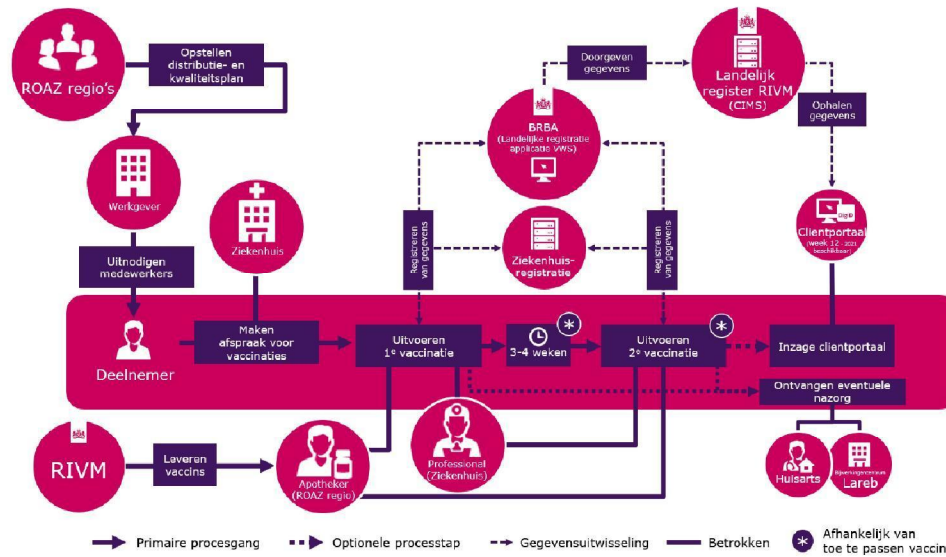 ROAZ regio's
Opstellen
distributie- en
kwaliteitsplan
Doorgeven
gegevens
Landelijk
register RIVM
(CIMS)
BRBA
(Landelijke registratie
applicatie VWS)
Ophalen
gegevens
Werkgever
Ziekenhuis
Registreren
van gegevens
Ziekenhuis-
registratie
Registreren
van gegevens
DigiD
Clientportaal
(week 12 - 2021
beschikbaar)
Uitnodigen
medewerkers
Deelnemer
Maken
afspraak voor
vaccinaties
Uitvoeren
1e vaccinatie
*
3-4 weken
*
Uitvoeren
2e vaccinatie
Inzage clientportaal
Ontvangen eventuele
nazorg
RIVM
Leveren
vaccins
Apotheker
(ROAZ regio)
Professional
(Ziekenhuis)
Huisarts
Bijwerkingencentrum
Lareb
Primaire procesgang
Optionele processtap
Gegevensuitwisseling
Betrokken
*
Afhankelijk van
toe te passen vaccin